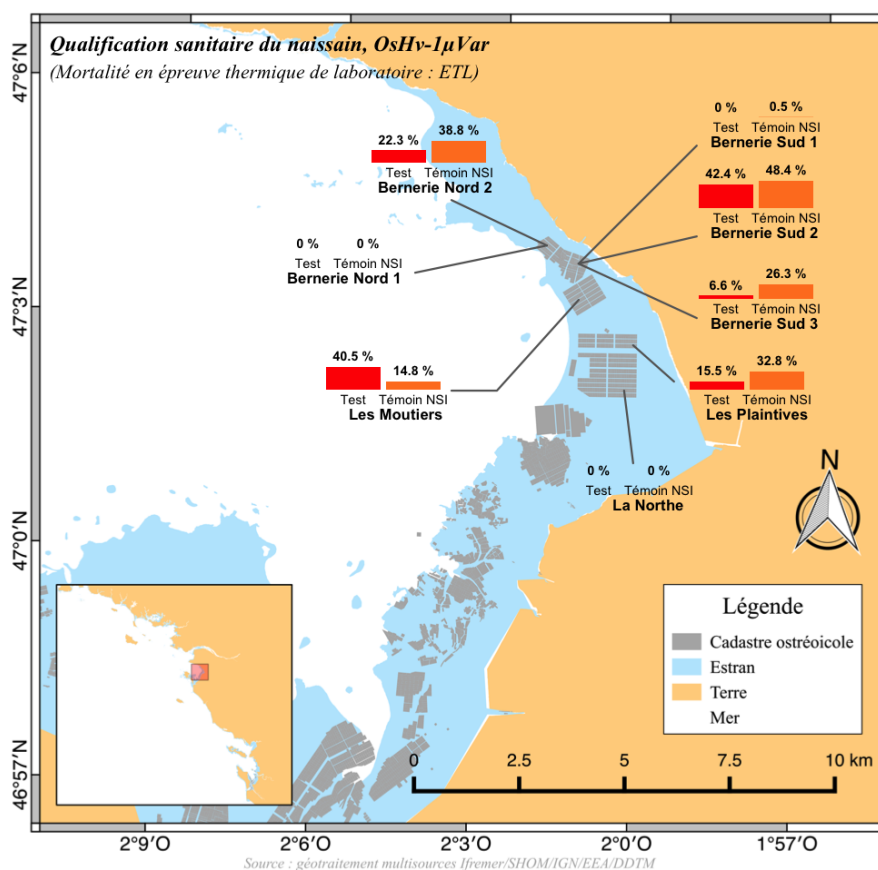 Qualification sanitaire du naissain, OsHv-1µVar
(Mortalité en épreuve thermique de laboratoire : ETL)
47°6'N
47°3'N
47°0'N
46°57'N
0 % 0.5 %
Test Témoin NSI
Bernerie Sud 1
22.3 % 38.8 %
Test Témoin NSI
Bernerie Nord 2
42.4 % 48.4 %
Test Témoin NSI
Bernerie Sud 2
0 % 0 %
Test Témoin NSI
Bernerie Nord 1
6.6 % 26.3 %
Test Témoin NSI
Bernerie Sud 3
40.5 % 14.8 %
Test Témoin NSI
Les Moutiers
15.5 % 32.8 %
Test Témoin NSI
Les Plaintives
0 % 0 %
Test Témoin NSI
La Northe
N
Légende
Cadastre ostréoicole
Estran
Terre
Mer
0 2.5 5 7.5 10 km
2°9'O 2°6'O 2°3'O 2°0'O 1°57'O
Source : géotraitement multisources Ifremer/SHOM/IGN/EEA/DDTM